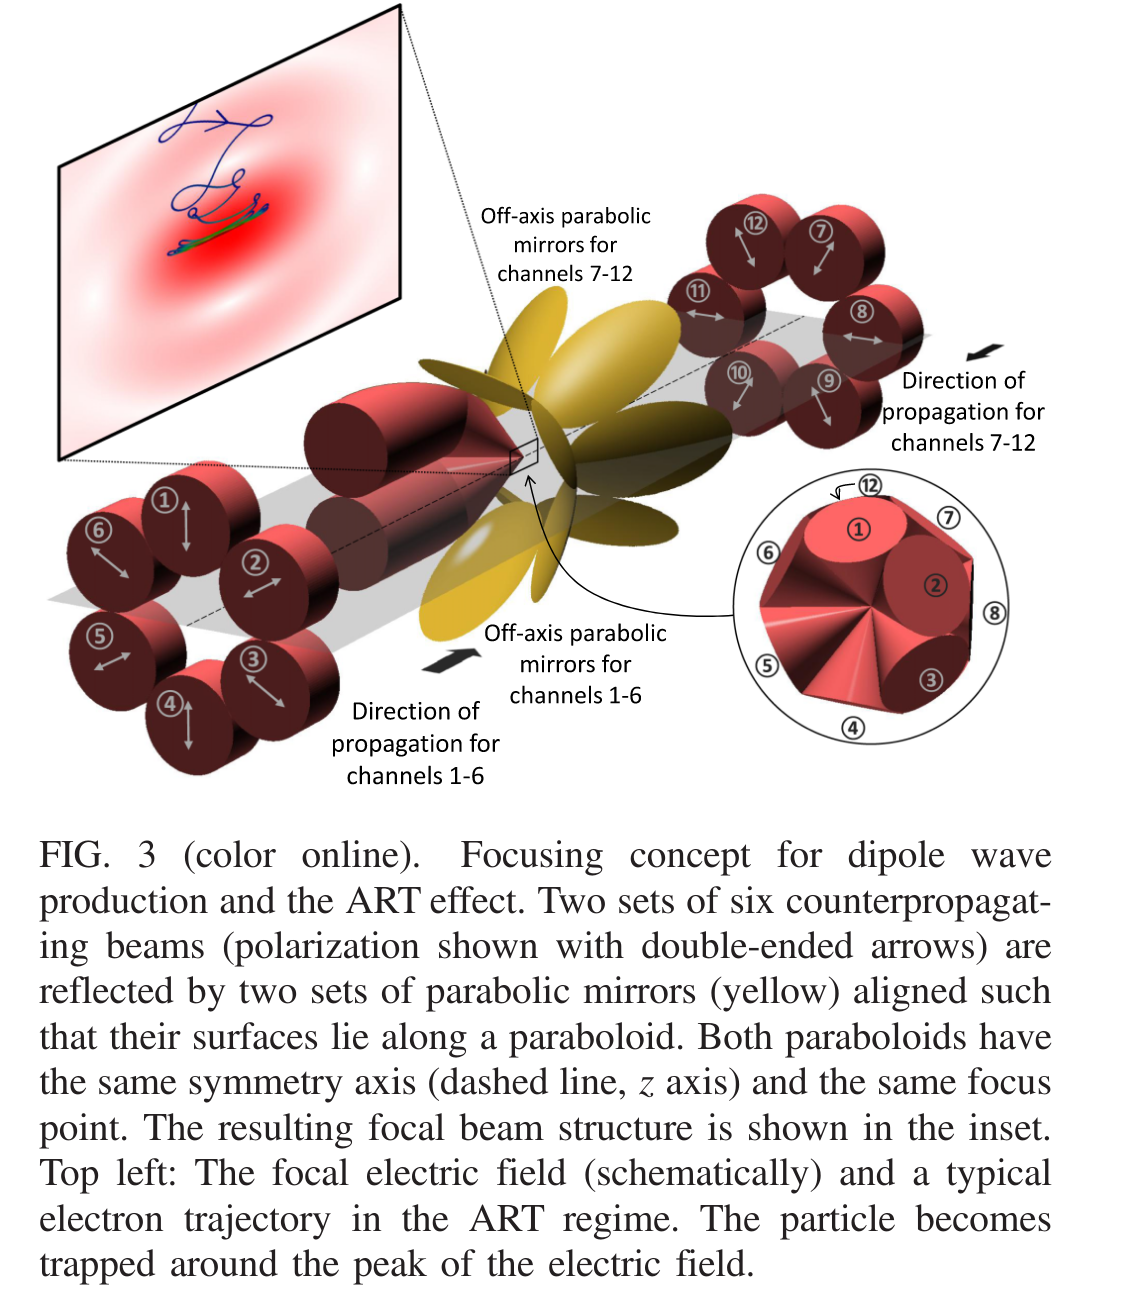 Off-axis parabolic
mirrors for
channels 7-12
12
7
11
8
10
9
Direction of
propagation for
channels 7-12
1
6
2
5
3
4
12
7
1
6
2
8
5
3
4
Off-axis parabolic
mirrors for
channels 1-6
Direction of
propagation for
channels 1-6
FIG. 3 (color online). Focusing concept for dipole wave
production and the ART effect. Two sets of six counterpropagat-
ing beams (polarization shown with double-ended arrows) are
reflected by two sets of parabolic mirrors (yellow) aligned such
that their surfaces lie along a paraboloid. Both paraboloids have
the same symmetry axis (dashed line, z axis) and the same focus
point. The resulting focal beam structure is shown in the inset.
Top left: The focal electric field (schematically) and a typical
electron trajectory in the ART regime. The particle becomes
trapped around the peak of the electric field.